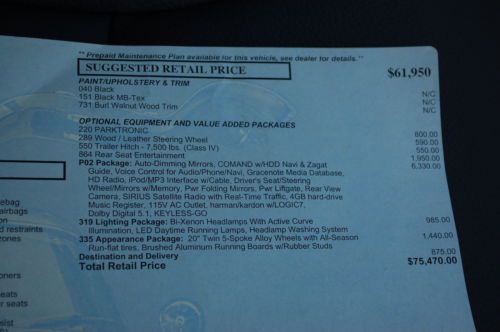 ** Prepaid Maintenance Plan available for this vehicle, see dealer for details.**
SUGGESTED RETAIL PRICE $61,950
PAINT/UPHOLSTERY & TRIM
040 Black N/C
151 Black MB-Tex N/C
731 Burl Walnut Wood Trim N/C
OPTIONAL EQUIPMENT AND VALUE ADDED PACKAGES
220 PARKTRONIC 800.00
289 Wood / Leather Steering Wheel 590.00
550 Trailer Hitch - 7,500 lbs. (Class IV) 550.00
864 Rear Seat Entertainment 1,950.00
P02 Package: Auto-Dimming Mirrors, COMAND w/HDD Navi & Zagat 6,330.00
Guide, Voice Control for Audio/Phone/Navi, Gracenote Media Database,
HD Radio, iPod/MP3 Interface w/Cable, Driver's Seat/Steering
Wheel/Mirrors w/Memory, Pwr Folding Mirrors, Pwr Liftgate, Rear View
Camera, SIRIUS Satellite Radio with Real-Time Traffic, 4GB hard-drive
Music Register, 115V AC Outlet, harman/kardon w/LOGIC7,
Dolby Digital 5.1, KEYLESS-GO
319 Lighting Package: Bi-Xenon Headlamps With Active Curve 985.00
Illumination, LED Daytime Running Lamps, Headlamp Washing System
335 Appearance Package: 20" Twin 5-Spoke Alloy Wheels with All-Season 1,440.00
Run-flat tires, Brushed Aluminum Running Boards w/Rubber Studs
Destination and Delivery 875.00
Total Retail Price $75,470.00
ebag
airbags
d restraints
zones
oners
eats
r seats
sist